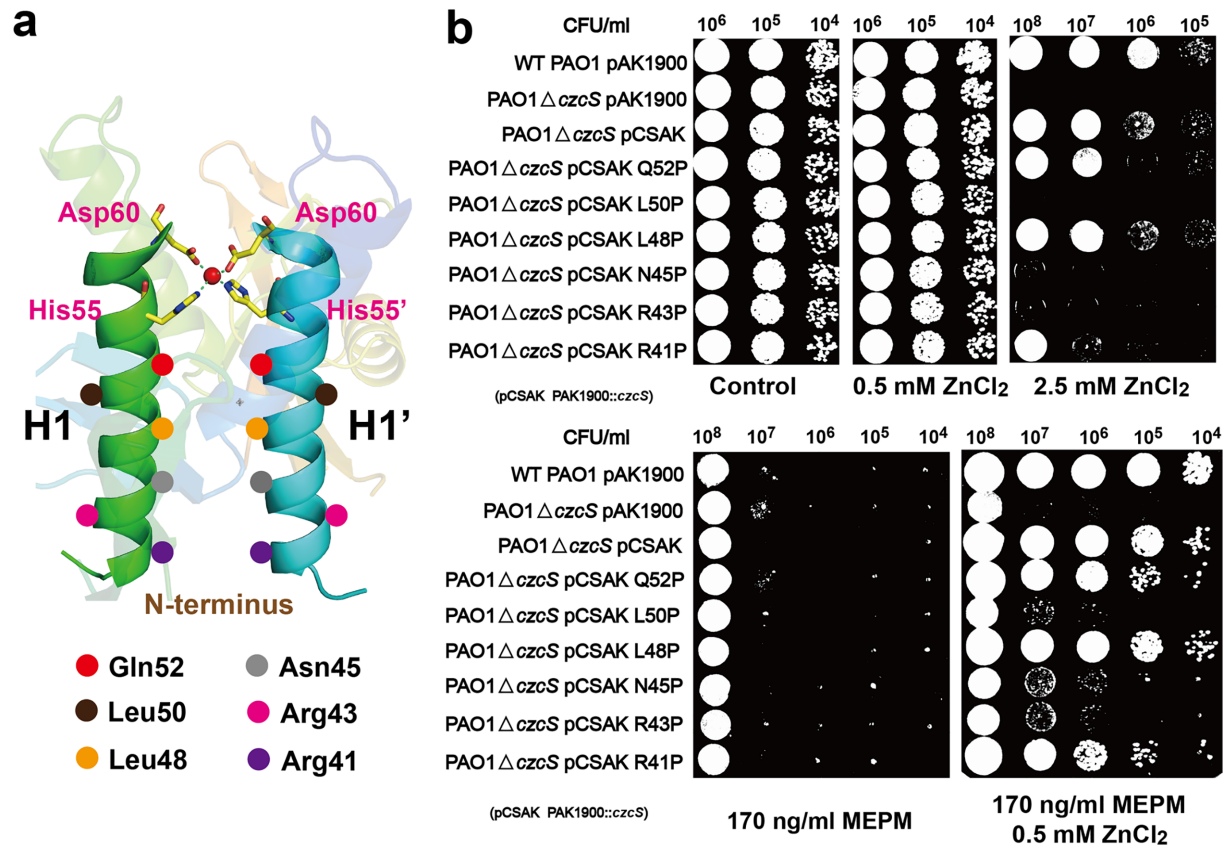 a
Asp60 Asp60
His55 His55’
H1 H1’
N-terminus
Gln52 Asn45
Leu50 Arg43
Leu48 Arg41
b
CFU/ml 10⁶ 10⁵ 10⁴ 10⁶ 10⁵ 10⁴ 10⁸ 10⁷ 10⁶ 10⁵
WT PAO1 pAK1900
PAO1△czcS pAK1900
PAO1△czcS pCSAK
PAO1△czcS pCSAK Q52P
PAO1△czcS pCSAK L50P
PAO1△czcS pCSAK L48P
PAO1△czcS pCSAK N45P
PAO1△czcS pCSAK R43P
PAO1△czcS pCSAK R41P
(pCSAK PAK1900::czcS)
Control 0.5 mM ZnCl₂ 2.5 mM ZnCl₂
CFU/ml 10⁸ 10⁷ 10⁶ 10⁵ 10⁴ 10⁸ 10⁷ 10⁶ 10⁵ 10⁴
WT PAO1 pAK1900
PAO1△czcS pAK1900
PAO1△czcS pCSAK
PAO1△czcS pCSAK Q52P
PAO1△czcS pCSAK L50P
PAO1△czcS pCSAK L48P
PAO1△czcS pCSAK N45P
PAO1△czcS pCSAK R43P
PAO1△czcS pCSAK R41P
(pCSAK PAK1900::czcS)
170 ng/ml MEPM
170 ng/ml MEPM
0.5 mM ZnCl₂